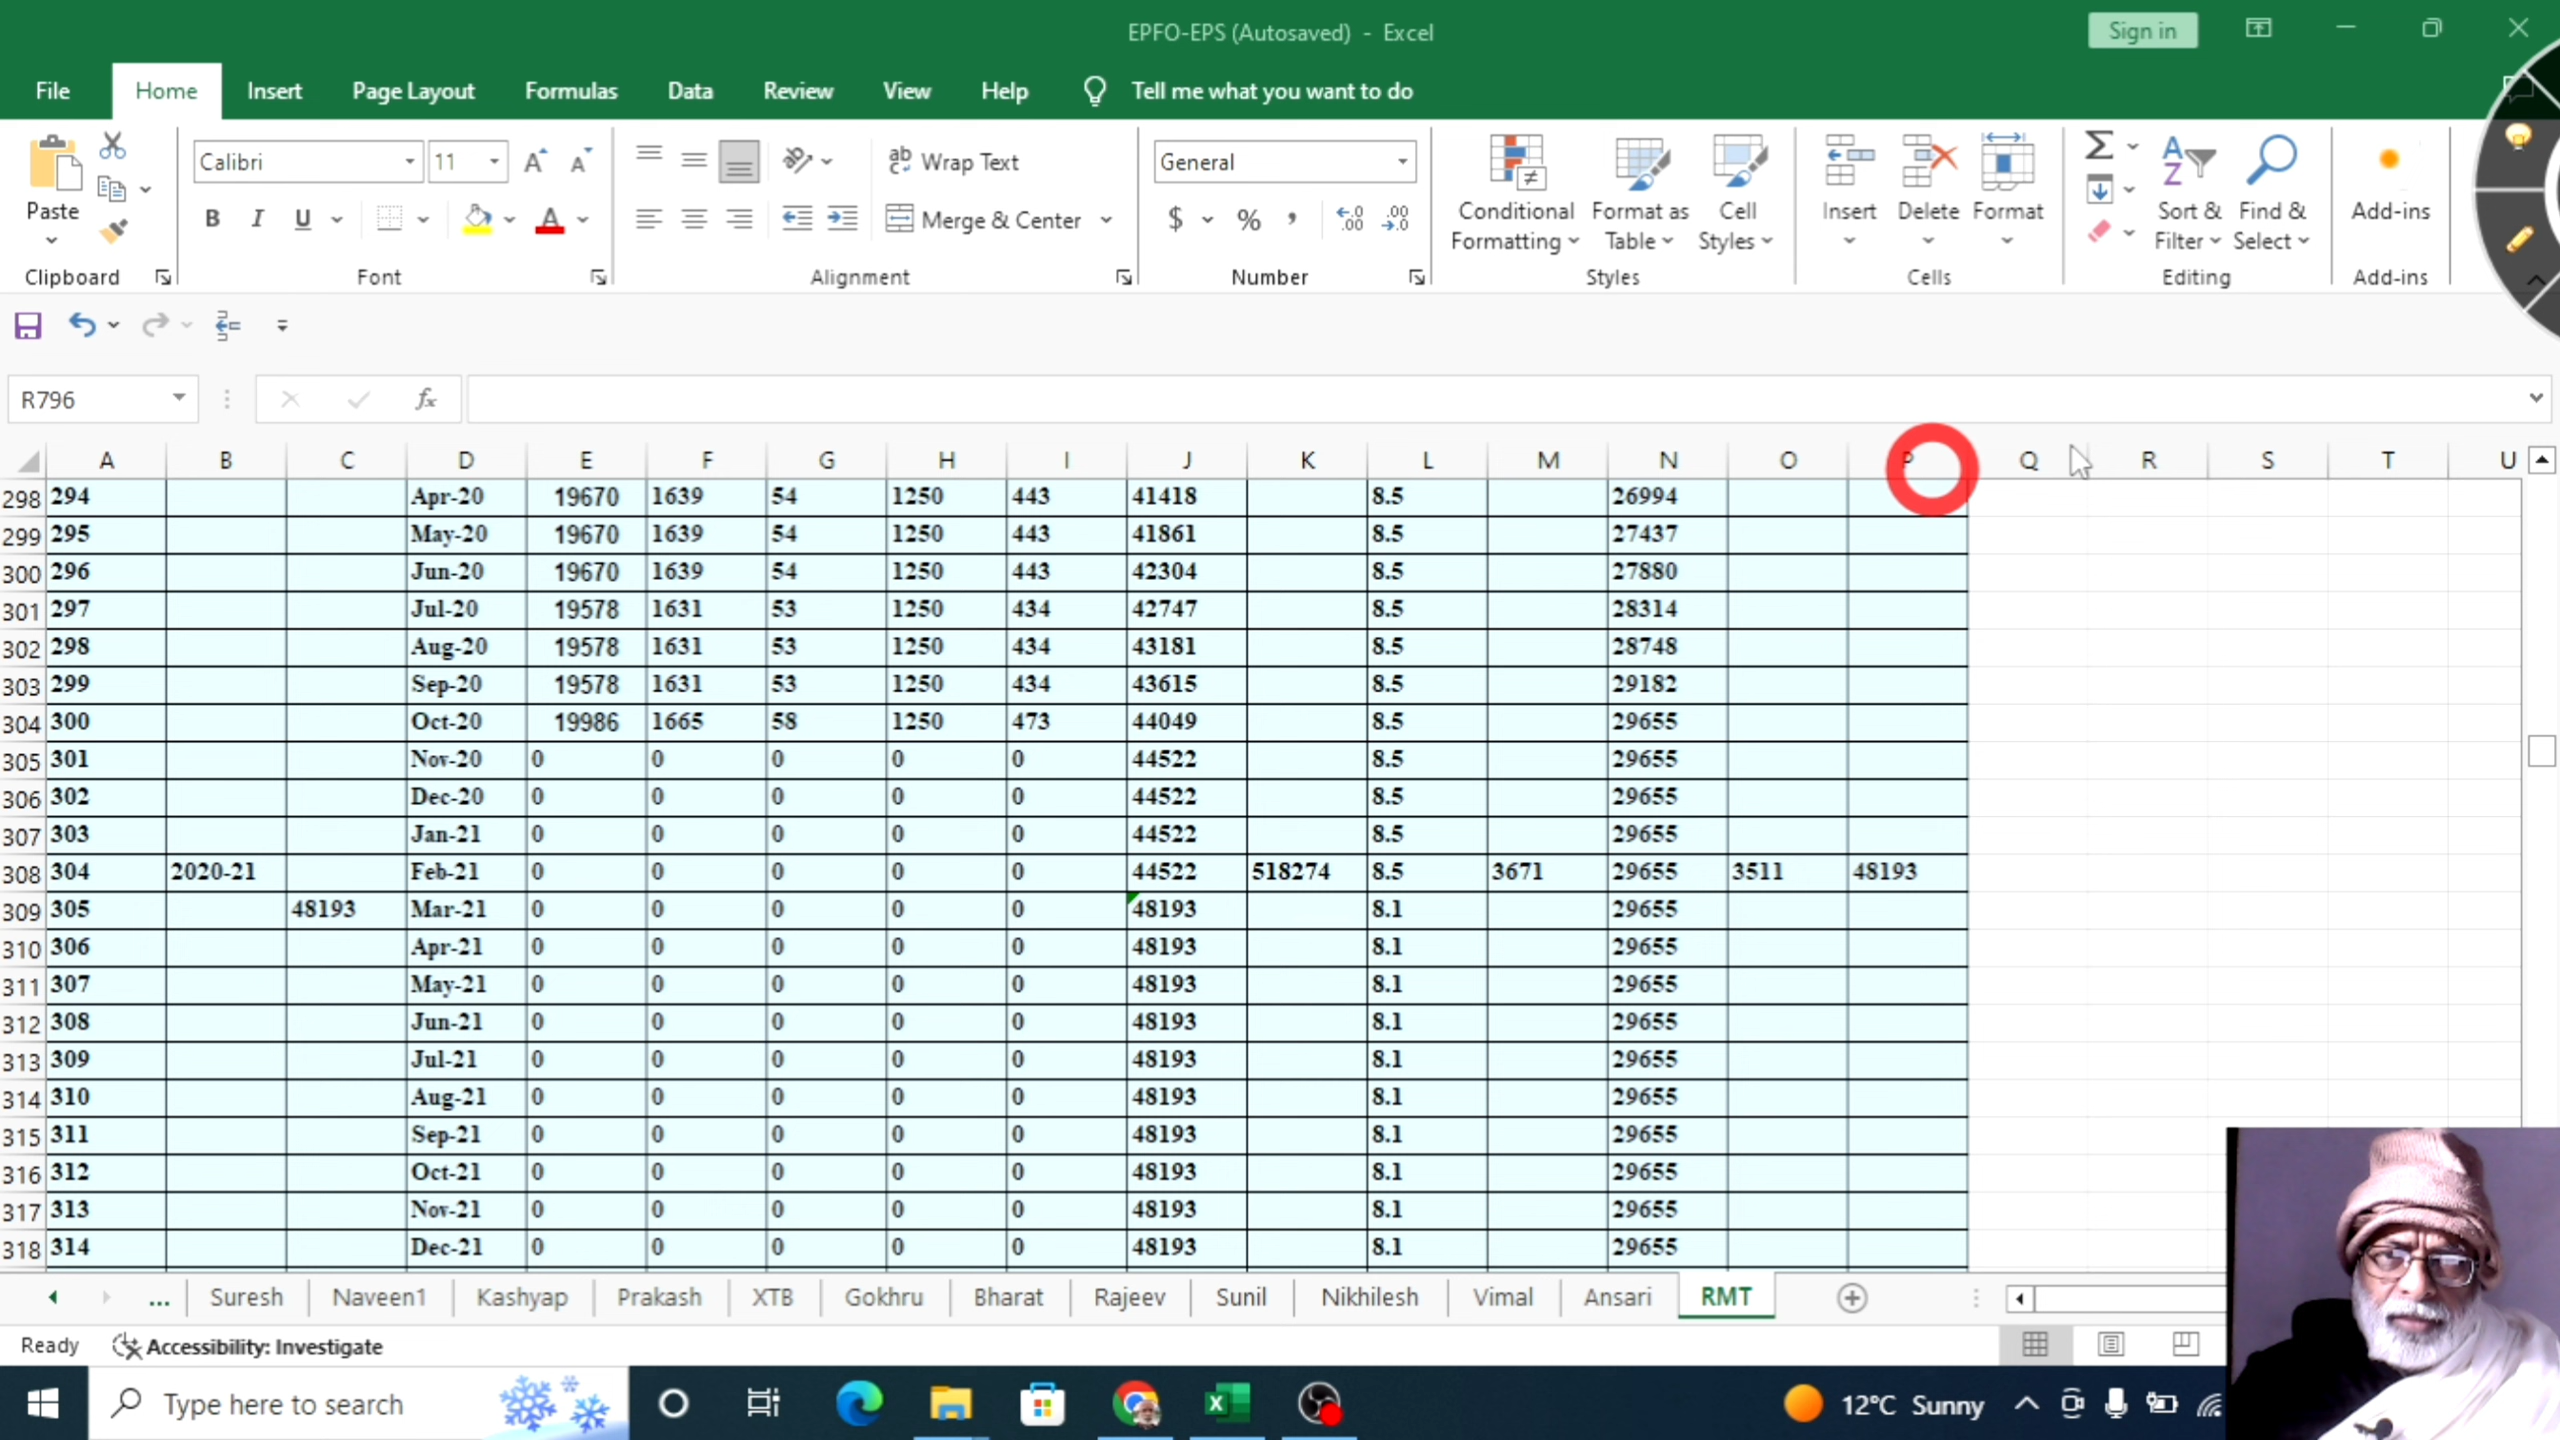 EPFO-EPS (Autosaved) - Excel
Sign in
File Home Insert Page Layout Formulas Data Review View Help Tell me what you want to do
Calibri 11 Wrap Text General
Paste B I U Merge & Center $ % , Conditional Formatting Format as Table Cell Styles Insert Delete Format Sort & Filter Find & Select Add-ins
Clipboard Font Alignment Number Styles Cells Editing Add-ins
R796 fx
A B C D E F G H I J K L M N O P Q R S T U
298 294 Apr-20 19670 1639 54 1250 443 41418 8.5 26994
299 295 May-20 19670 1639 54 1250 443 41861 8.5 27437
300 296 Jun-20 19670 1639 54 1250 443 42304 8.5 27880
301 297 Jul-20 19578 1631 53 1250 434 42747 8.5 28314
302 298 Aug-20 19578 1631 53 1250 434 43181 8.5 28748
303 299 Sep-20 19578 1631 53 1250 434 43615 8.5 29182
304 300 Oct-20 19986 1665 58 1250 473 44049 8.5 29655
305 301 Nov-20 0 0 0 0 0 44522 8.5 29655
306 302 Dec-20 0 0 0 0 0 44522 8.5 29655
307 303 Jan-21 0 0 0 0 0 44522 8.5 29655
308 304 2020-21 Feb-21 0 0 0 0 0 44522 518274 8.5 3671 29655 3511 48193
309 305 48193 Mar-21 0 0 0 0 0 48193 8.1 29655
310 306 Apr-21 0 0 0 0 0 48193 8.1 29655
311 307 May-21 0 0 0 0 0 48193 8.1 29655
312 308 Jun-21 0 0 0 0 0 48193 8.1 29655
313 309 Jul-21 0 0 0 0 0 48193 8.1 29655
314 310 Aug-21 0 0 0 0 0 48193 8.1 29655
315 311 Sep-21 0 0 0 0 0 48193 8.1 29655
316 312 Oct-21 0 0 0 0 0 48193 8.1 29655
317 313 Nov-21 0 0 0 0 0 48193 8.1 29655
318 314 Dec-21 0 0 0 0 0 48193 8.1 29655
... Suresh Naveen1 Kashyap Prakash XTB Gokhru Bharat Rajeev Sunil Nikhilesh Vimal Ansari RMT
Ready Accessibility: Investigate
Type here to search 12°C Sunny